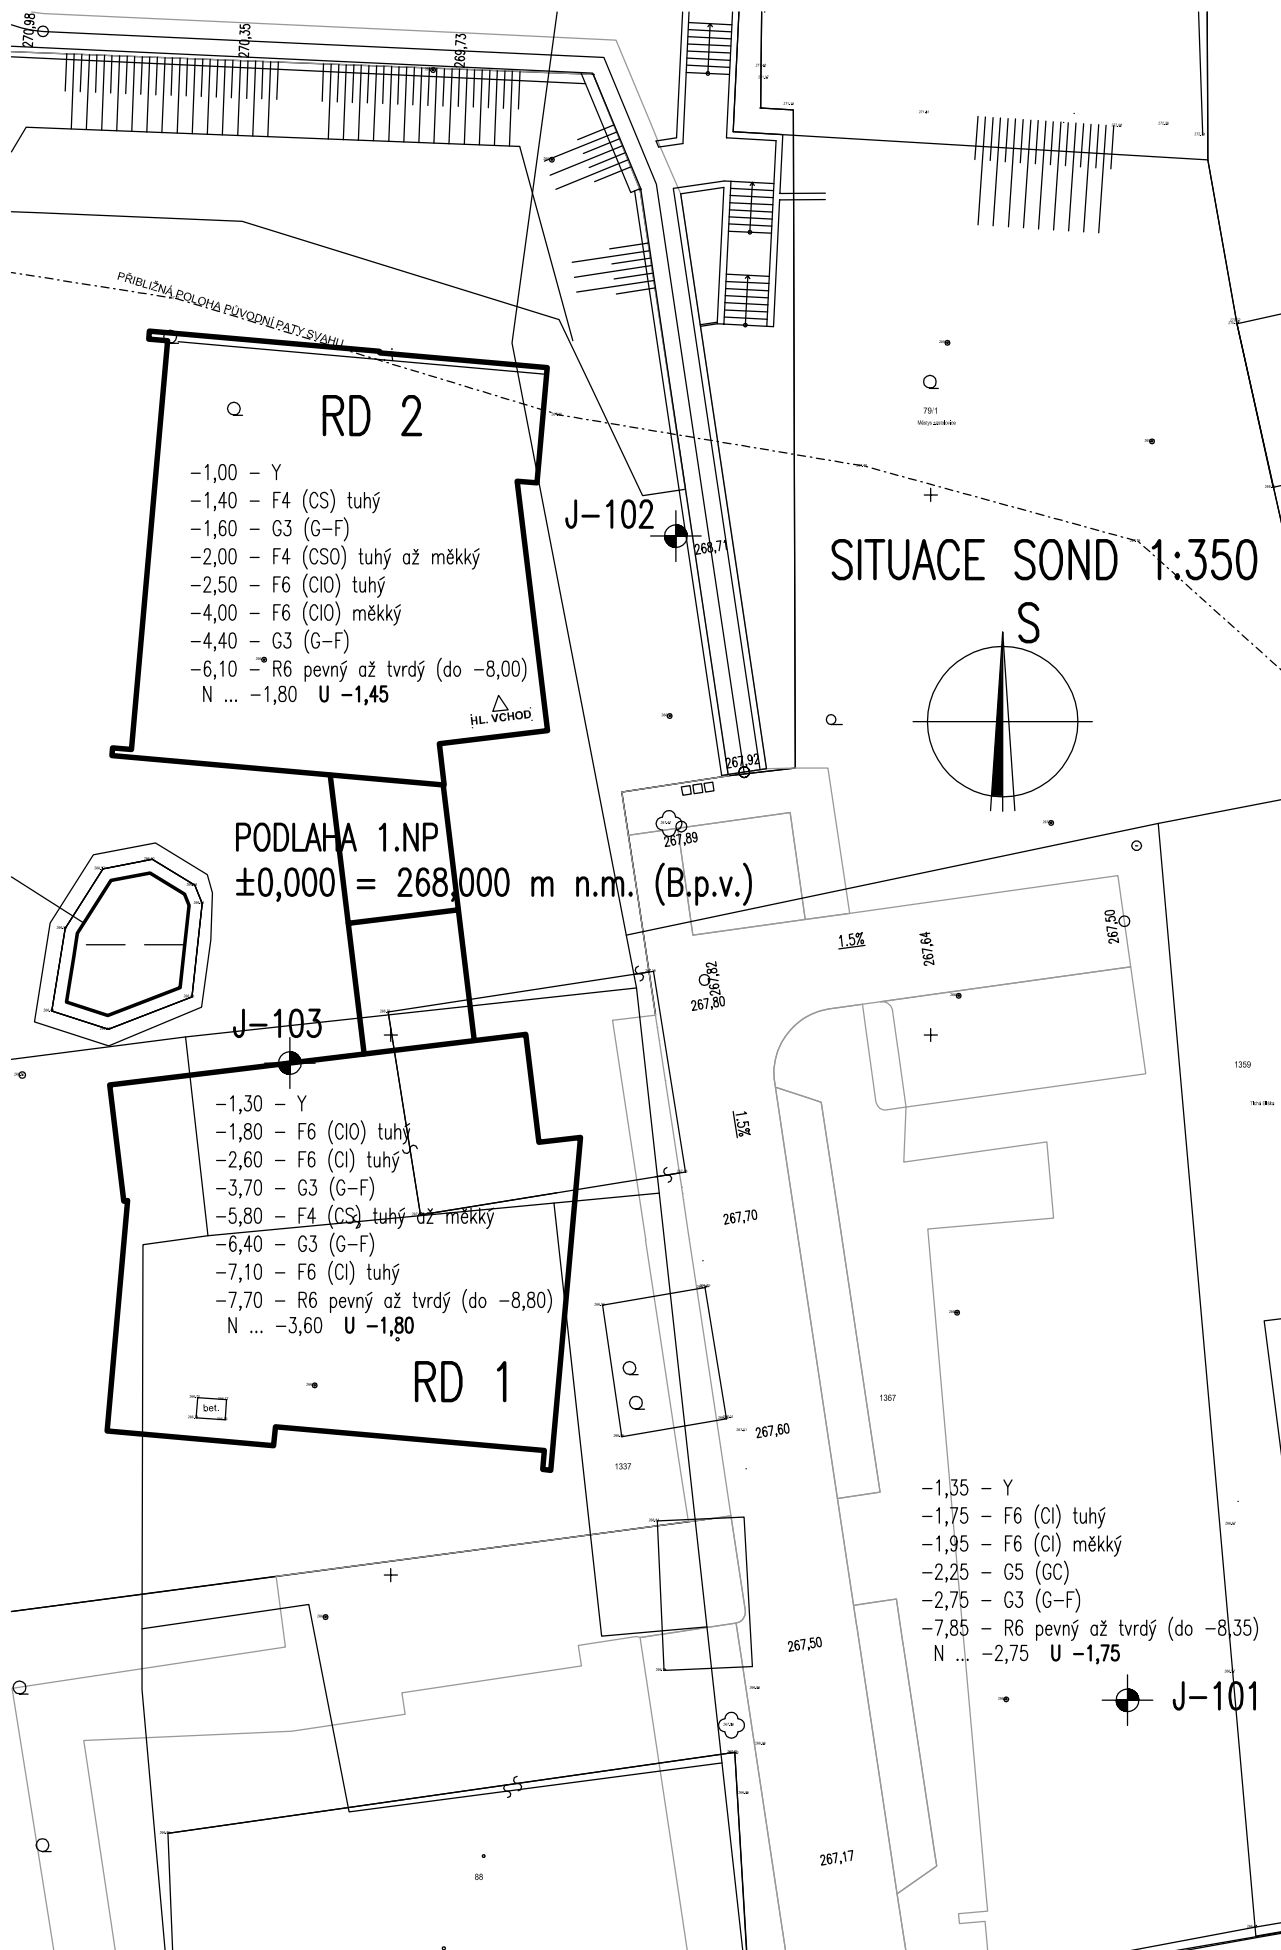 270,98
270,35
269,73
PŘIBLIŽNÁ POLOHA PŮVODNÍ PATY SVAHU
RD 2
79/1
-1,00 - Y
-1,40 - F4 (CS) tuhý
-1,60 - G3 (G-F)
-2,00 - F4 (CSO) tuhý až měkký
-2,50 - F6 (CIO) tuhý
-4,00 - F6 (CIO) měkký
-4,40 - G3 (G-F)
-6,10 - R6 pevný až tvrdý (do -8,00)
N ... -1,80 U -1,45
HL. VCHOD
J-102
268,71
SITUACE SOND 1:350
S
267,92
267,89
PODLAHA 1.NP
±0,000 = 268,000 m n.m. (B.p.v.)
1.5%
267,64
267,50
267,82
267,80
J-103
1359
-1,30 - Y
-1,80 - F6 (CIO) tuhý
-2,60 - F6 (CI) tuhý
-3,70 - G3 (G-F)
-5,80 - F4 (CS) tuhý až měkký
-6,40 - G3 (G-F)
-7,10 - F6 (CI) tuhý
-7,70 - R6 pevný až tvrdý (do -8,80)
N ... -3,60 U -1,80
1.5%
267,70
RD 1
bet.
1367
267,60
1337
-1,35 - Y
-1,75 - F6 (CI) tuhý
-1,95 - F6 (CI) měkký
-2,25 - G5 (GC)
-2,75 - G3 (G-F)
-7,85 - R6 pevný až tvrdý (do -8,35)
N ... -2,75 U -1,75
267,50
J-101
267,17
88